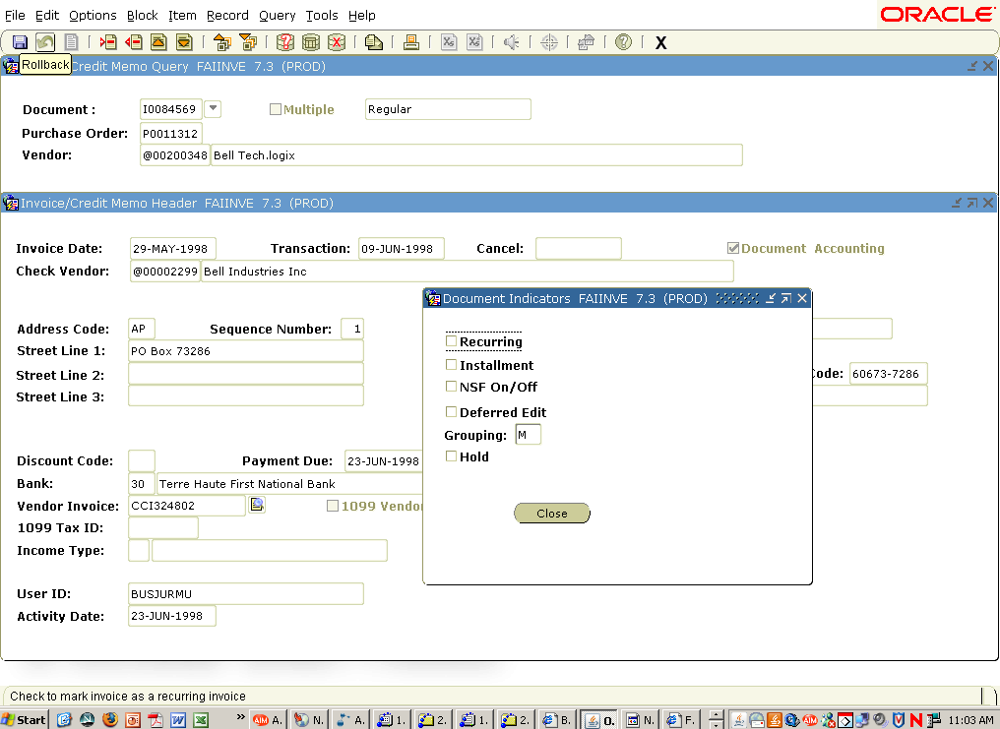 File Edit Options Block Item Record Query Tools Help
ORACLE
X
Rollback
Credit Memo Query FAIINVE 7.3 (PROD)
Document : I0084569 Multiple Regular
Purchase Order: P0011312
Vendor: @00200348 Bell Tech.logix
Invoice/Credit Memo Header FAIINVE 7.3 (PROD)
Invoice Date: 29-MAY-1998 Transaction: 09-JUN-1998 Cancel: Document Accounting
Check Vendor: @00002299 Bell Industries Inc
Document Indicators FAIINVE 7.3 (PROD)
Address Code: AP Sequence Number: 1
Recurring
Street Line 1: PO Box 73286
Installment
Street Line 2: Code: 60673-7286
NSF On/Off
Street Line 3:
Deferred Edit
Grouping: M
Hold
Discount Code: Payment Due: 23-JUN-1998
Bank: 30 Terre Haute First National Bank
Vendor Invoice: CCI324802 1099 Vendor
Close
1099 Tax ID:
Income Type:
User ID: BUSJURMU
Activity Date: 23-JUN-1998
Check to mark invoice as a recurring invoice
Start » A. N. A. 1. 2. 1. 2. B. O. N. F. 11:03 AM